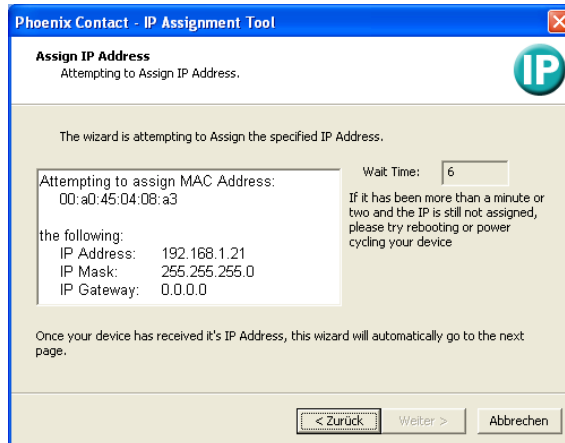 Phoenix Contact - IP Assignment Tool
Assign IP Address
Attempting to Assign IP Address.
IP
The wizard is attempting to Assign the specified IP Address.
Attempting to assign MAC Address:
00:a0:45:04:08:a3
the following:
IP Address: 192.168.1.21
IP Mask: 255.255.255.0
IP Gateway: 0.0.0.0
Wait Time: 6
If it has been more than a minute or
two and the IP is still not assigned,
please try rebooting or power
cycling your device
Once your device has received it's IP Address, this wizard will automatically go to the next
page.
< Zurück
Weiter >
Abbrechen